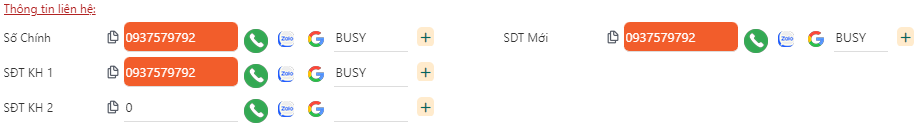 Thông tin liên hệ:
Số Chính 0937579792 Zalo BUSY + SDT Mới 0937579792 Zalo BUSY +
SĐT KH 1 0937579792 Zalo BUSY +
SĐT KH 2 0 Zalo +